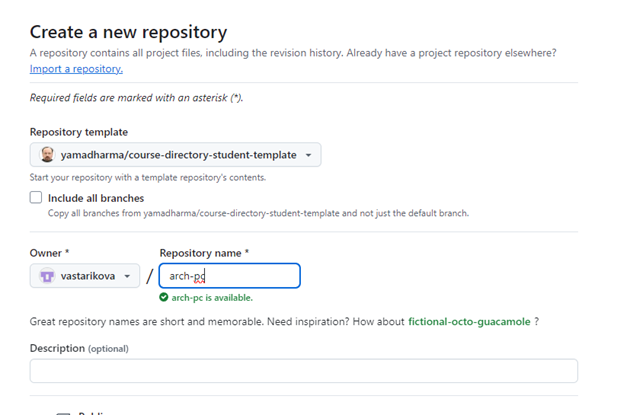 Create a new repository
A repository contains all project files, including the revision history. Already have a project repository elsewhere?
Import a repository.
Required fields are marked with an asterisk (*).
Repository template
yamadharma/course-directory-student-template
Start your repository with a template repository's contents.
Include all branches
Copy all branches from yamadharma/course-directory-student-template and not just the default branch.
Owner * Repository name *
vastarikova / arch-pc
arch-pc is available.
Great repository names are short and memorable. Need inspiration? How about fictional-octo-guacamole ?
Description (optional)